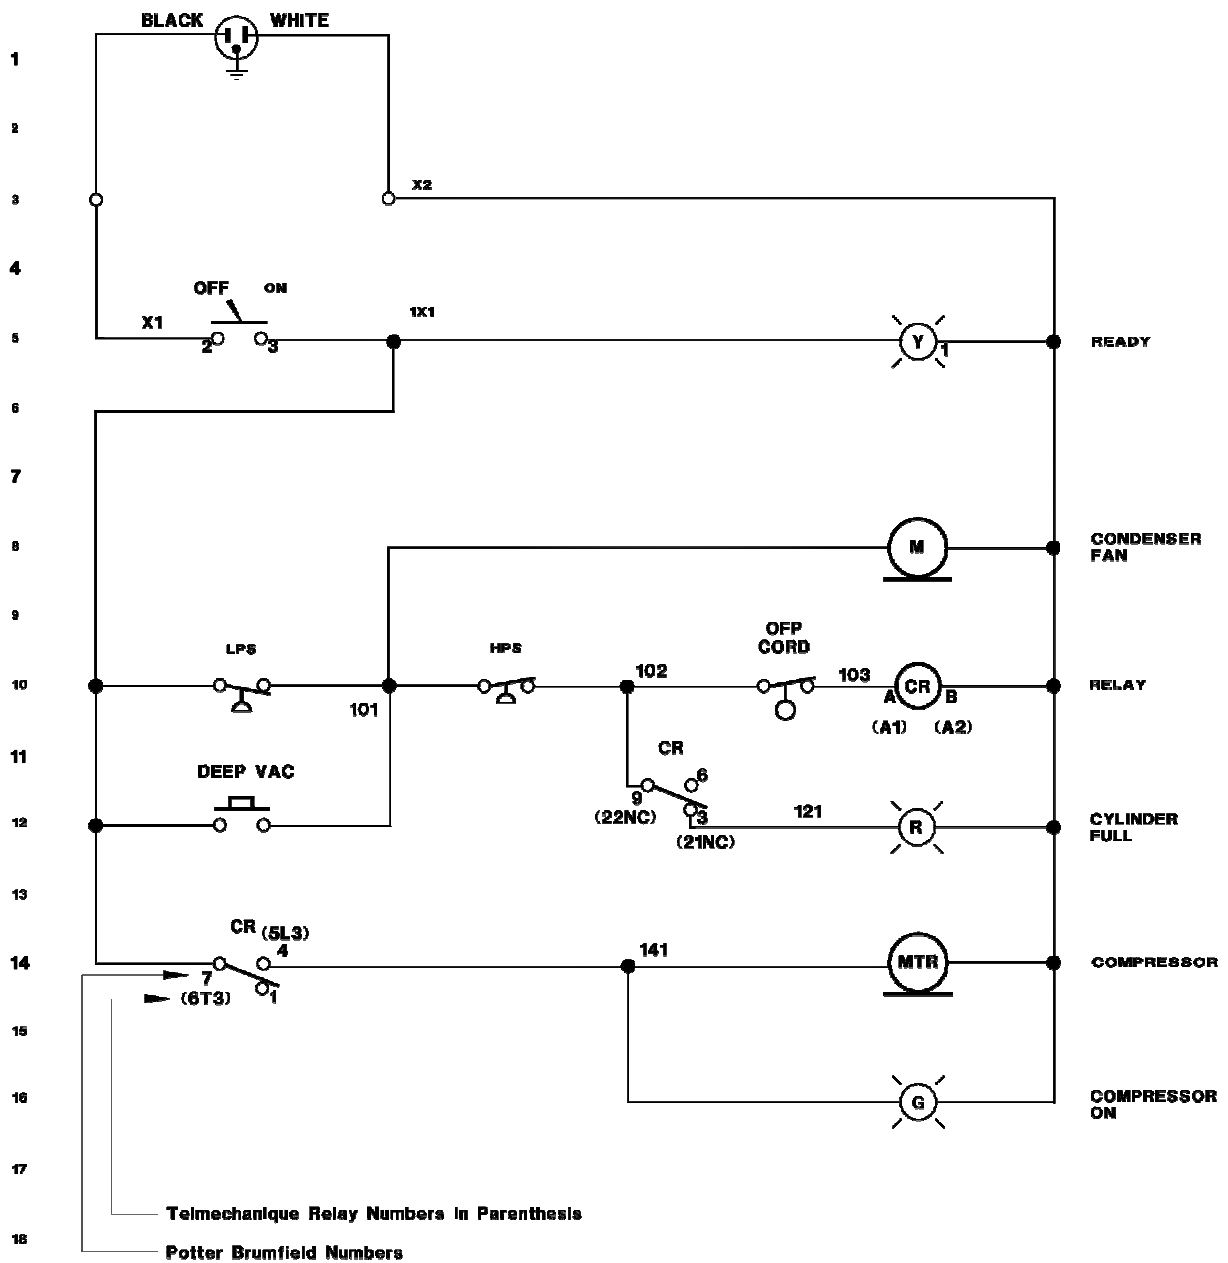 BLACK WHITE
1
2
3 X2
4
OFF ON
X1 1X1
5 2 3 Y 1 READY
6
7
8 M CONDENSER
FAN
9
LPS HPS OFP
CORD
10 101 102 103 A CR B RELAY
(A1) (A2)
11 CR
DEEP VAC 6
9
12 (22NC) 3 121 R CYLINDER
FULL
(21NC)
13
CR (5L3)
4
14 141 MTR COMPRESSOR
7
(6T3) 1
15
16 G COMPRESSOR
ON
17
Telmechanique Relay Numbers in Parenthesis
18
Potter Brumfield Numbers